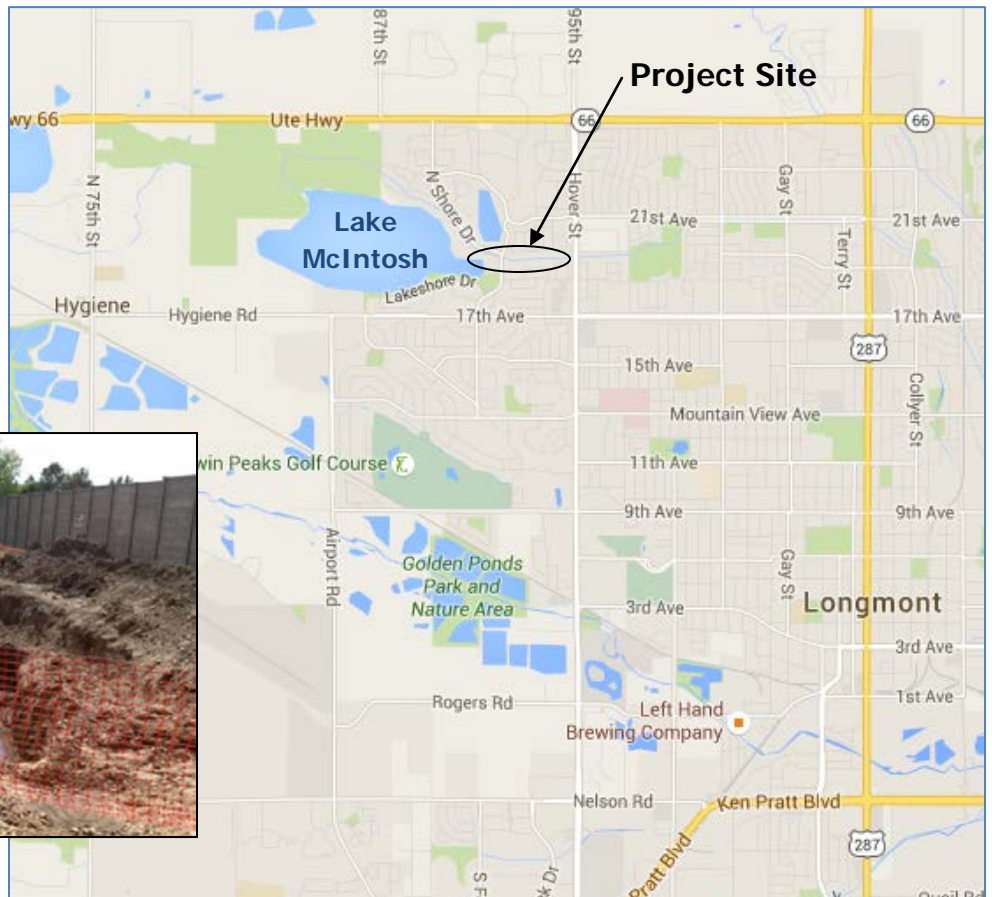 87th St
95th St
Project Site
wy 66
Ute Hwy
66
66
N 75th St
N Shore Dr
Hover St
Gay St
21st Ave
21st Ave
Lake
McIntosh
Terry St
Lakeshore Dr
Hygiene
Hygiene Rd
17th Ave
17th Ave
287
15th Ave
Collyer St
Mountain View Ave
win Peaks Golf Course
11th Ave
9th Ave
9th Ave
Airport Rd
Golden Ponds
Park and
Nature Area
Gay St
3rd Ave
Longmont
3rd Ave
Rogers Rd
1st Ave
Left Hand
Brewing Company
Nelson Rd
Ken Pratt Blvd
Pratt Blvd
287
S F
k Dr